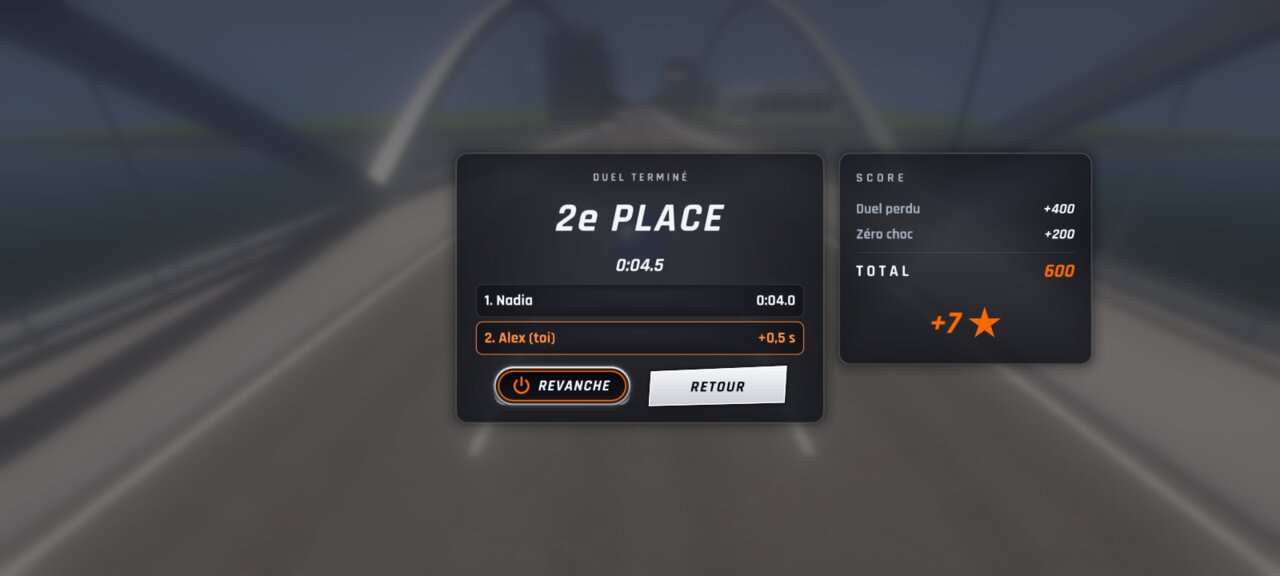 DUEL TERMINÉ
2e PLACE
0:04.5
1. Nadia 0:04.0
2. Alex (toi) +0,5 s
REVANCHE
RETOUR
SCORE
Duel perdu +400
Zéro choc +200
TOTAL 600
+7